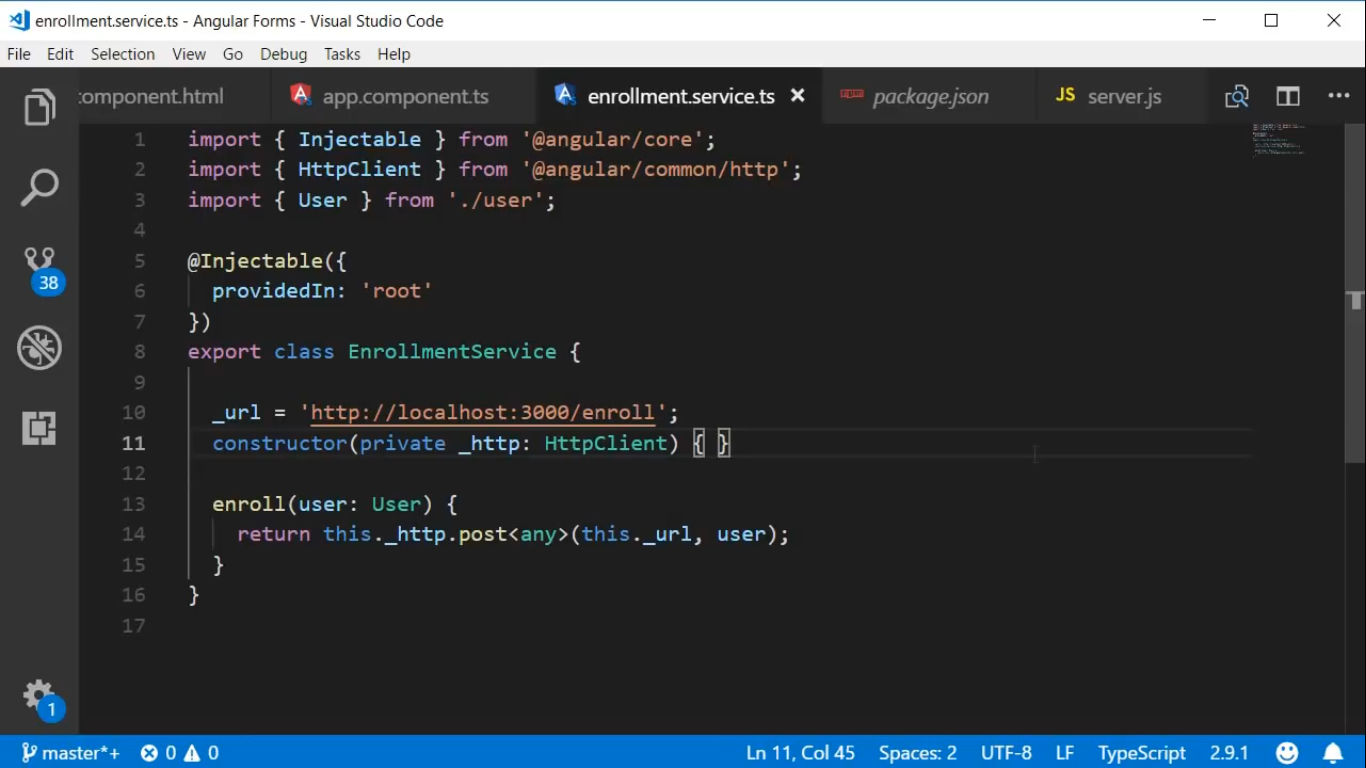 enrollment.service.ts - Angular Forms - Visual Studio Code
File Edit Selection View Go Debug Tasks Help
component.html app.component.ts enrollment.service.ts package.json JS server.js
1 import { Injectable } from '@angular/core';
2 import { HttpClient } from '@angular/common/http';
3 import { User } from './user';
4
5 @Injectable({
6 providedIn: 'root'
7 })
8 export class EnrollmentService {
9
10 _url = 'http://localhost:3000/enroll';
11 constructor(private _http: HttpClient) { }
12
13 enroll(user: User) {
14 return this._http.post<any>(this._url, user);
15 }
16 }
17
38
1
master*+ 0 0 Ln 11, Col 45 Spaces: 2 UTF-8 LF TypeScript 2.9.1